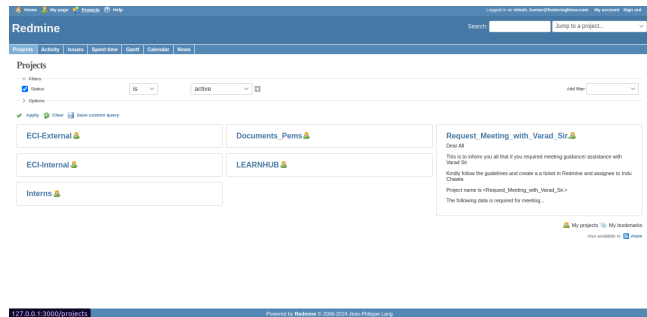 Home My page Projects Help
Logged in as nitesh_kumar@fosteringlinux.com My account Sign out
Redmine
Search: Jump to a project...
Projects Activity Issues Spent time Gantt Calendar News
Projects
Filters
Status is active Add filter
Options
Apply Clear Save custom query
ECI-External
Documents_Pems
Request_Meeting_with_Varad_Sir.
Dear All
This is to inform you all that if you required meeting guidance/ assistance with
Varad Sir
Kindly follow the guidelines and create a a ticket in Redmine and assignee to Indu
Chawla
Project name is <Request_Meeting_with_Varad_Sir.>
The following data is required for meeting...
ECI-Internal
LEARNHUB
Interns
My projects My bookmarks
Also available in: Atom
127.0.0.1:3000/projects
Powered by Redmine © 2006-2024 Jean-Philippe Lang